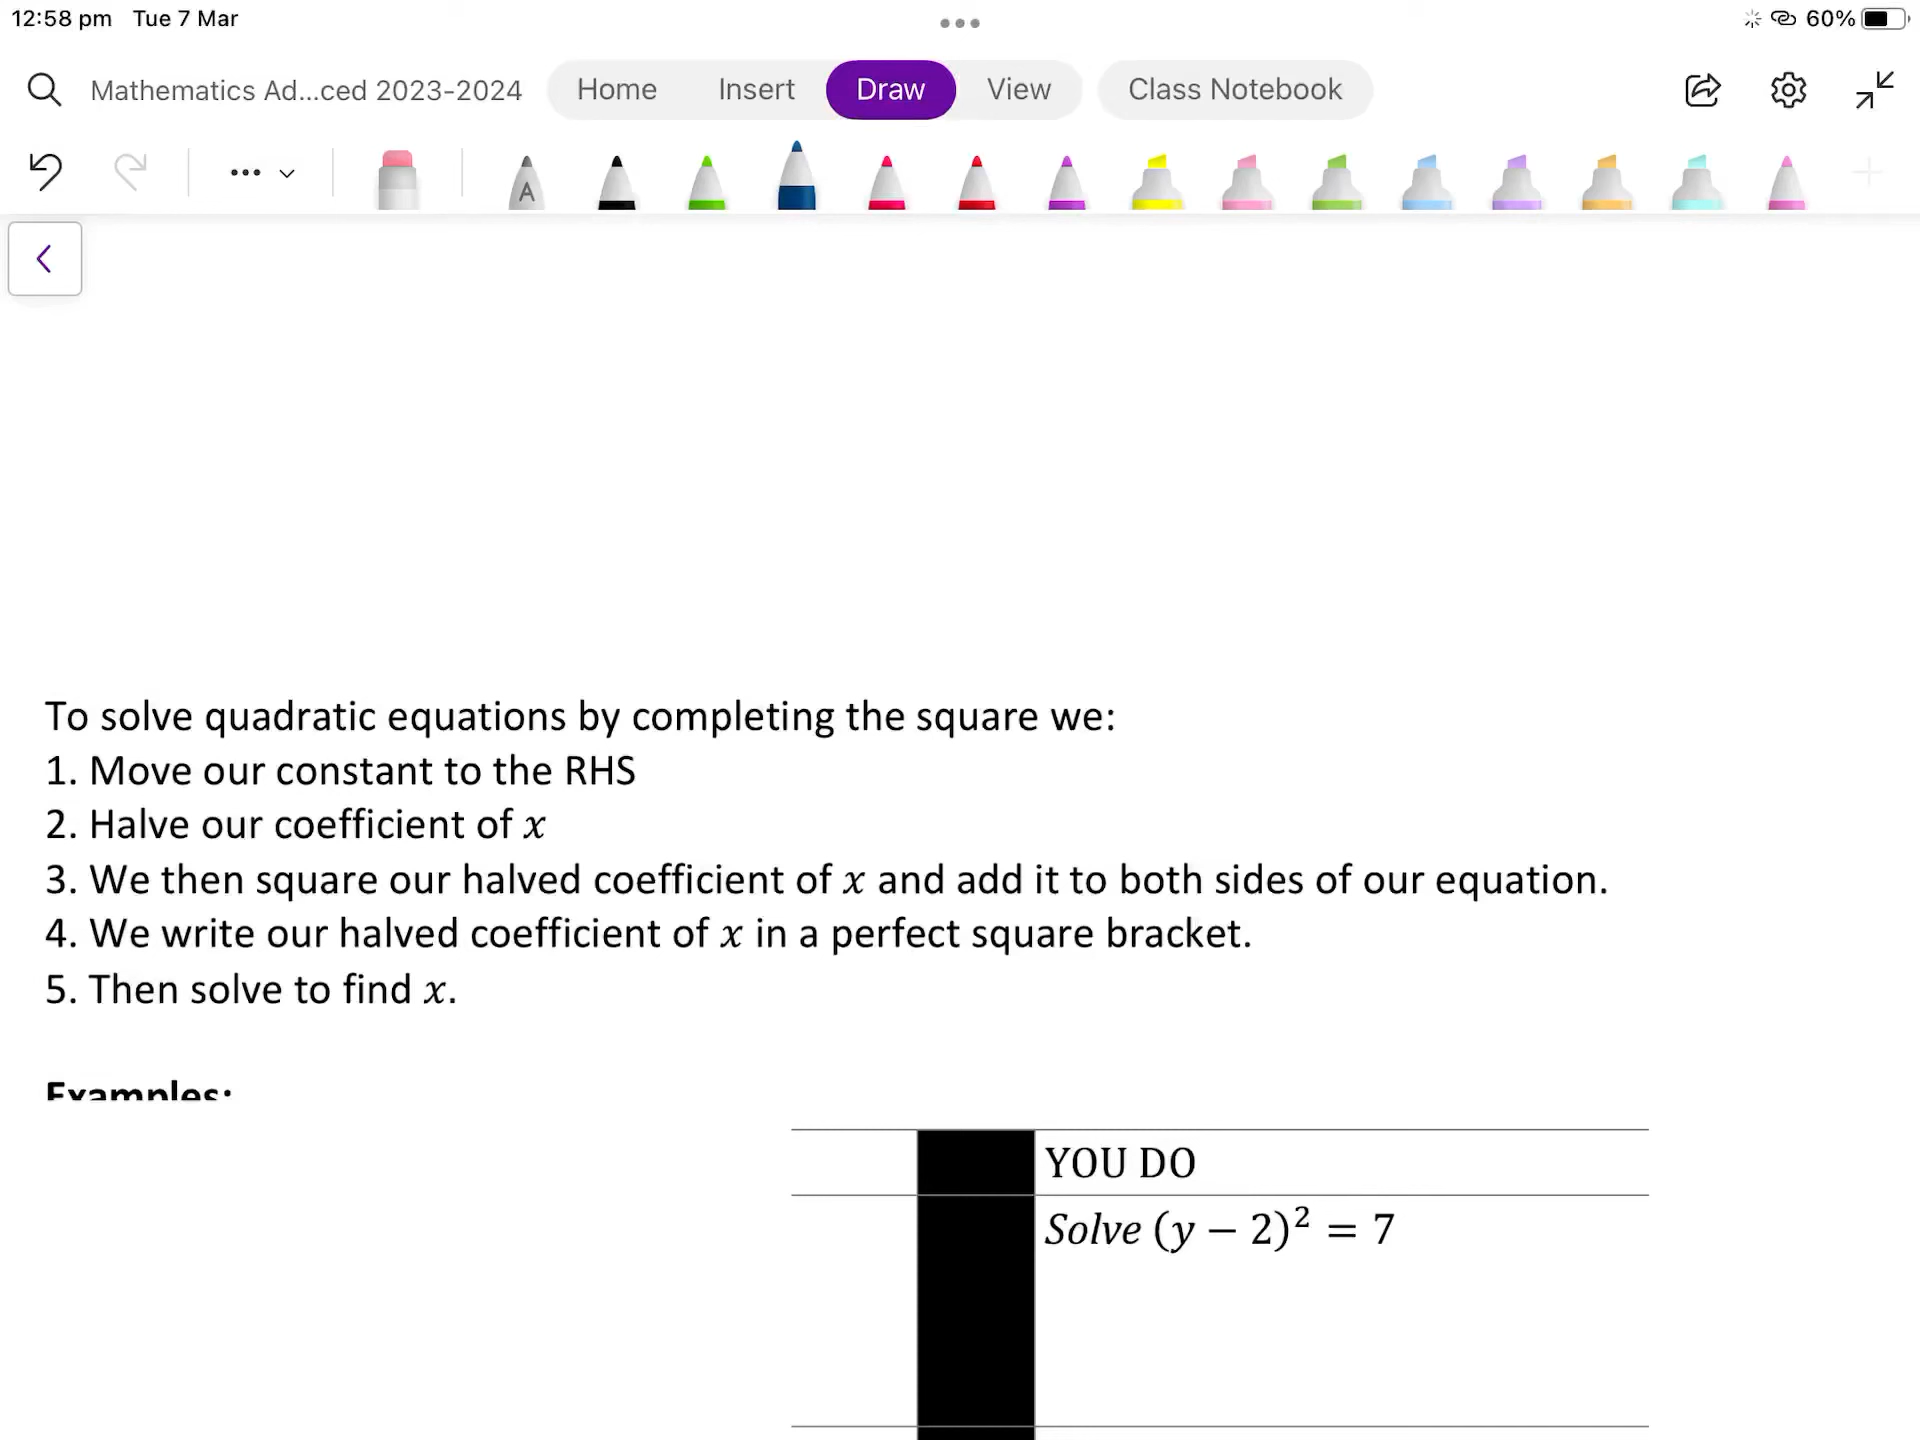 12:58 pm Tue 7 Mar
60%
Mathematics Ad...ced 2023-2024
Home
Insert
Draw
View
Class Notebook
A
To solve quadratic equations by completing the square we:
1. Move our constant to the RHS
2. Halve our coefficient of x
3. We then square our halved coefficient of x and add it to both sides of our equation.
4. We write our halved coefficient of x in a perfect square bracket.
5. Then solve to find x.
Examples:
YOU DO
Solve (y − 2)² = 7